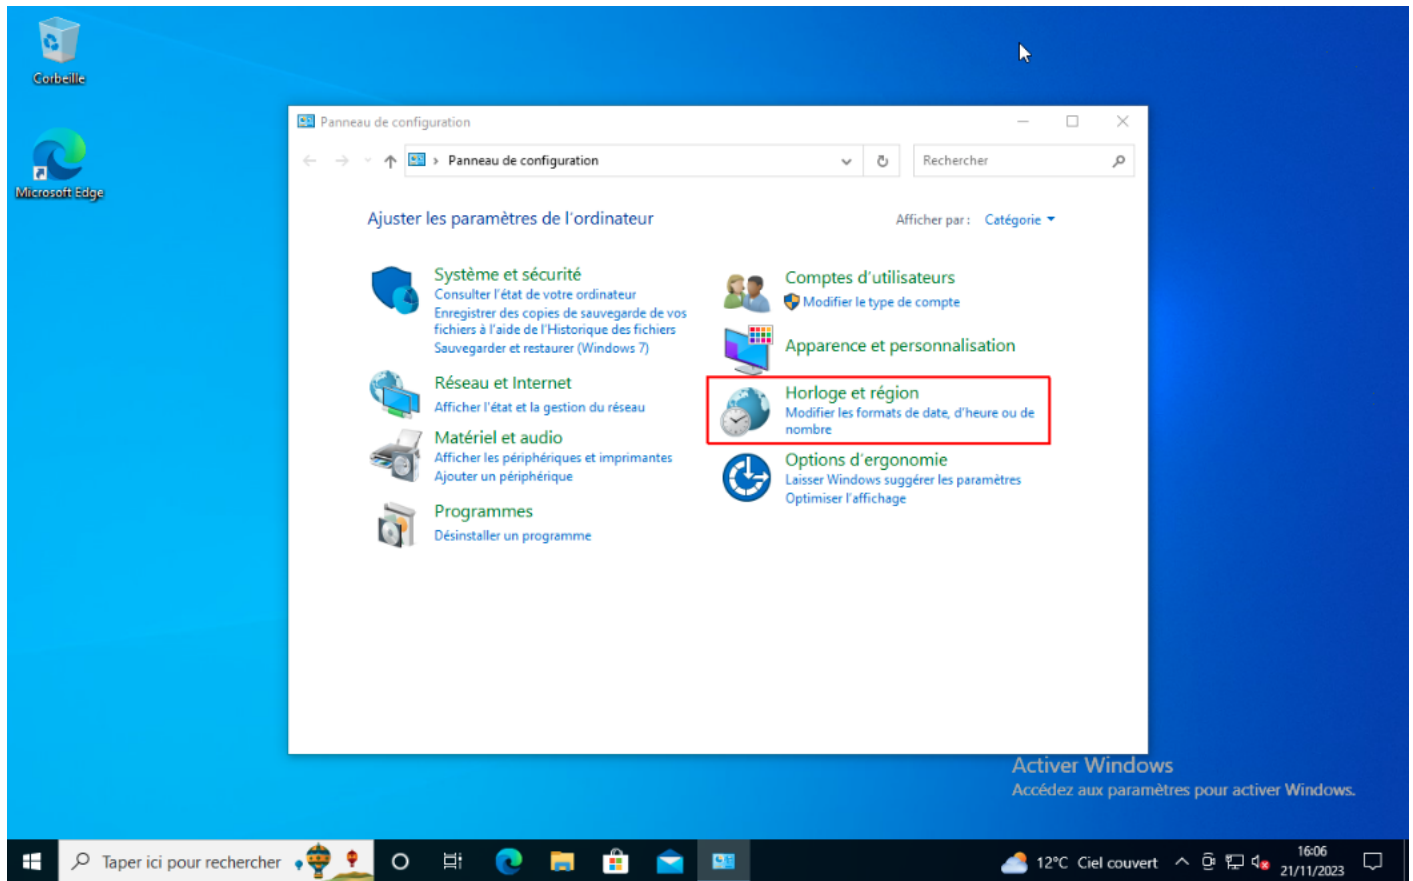 Corbeille
Microsoft Edge
Panneau de configuration
Panneau de configuration
Rechercher
Ajuster les paramètres de l'ordinateur
Afficher par :
Catégorie
Système et sécurité
Consulter l'état de votre ordinateur
Enregistrer des copies de sauvegarde de vos
fichiers à l'aide de l'Historique des fichiers
Sauvegarder et restaurer (Windows 7)
Réseau et Internet
Afficher l'état et la gestion du réseau
Matériel et audio
Afficher les périphériques et imprimantes
Ajouter un périphérique
Programmes
Désinstaller un programme
Comptes d'utilisateurs
Modifier le type de compte
Apparence et personnalisation
Horloge et région
Modifier les formats de date, d'heure ou de
nombre
Options d'ergonomie
Laisser Windows suggérer les paramètres
Optimiser l'affichage
Activer Windows
Accédez aux paramètres pour activer Windows.
Taper ici pour rechercher
12°C Ciel couvert
16:06
21/11/2023